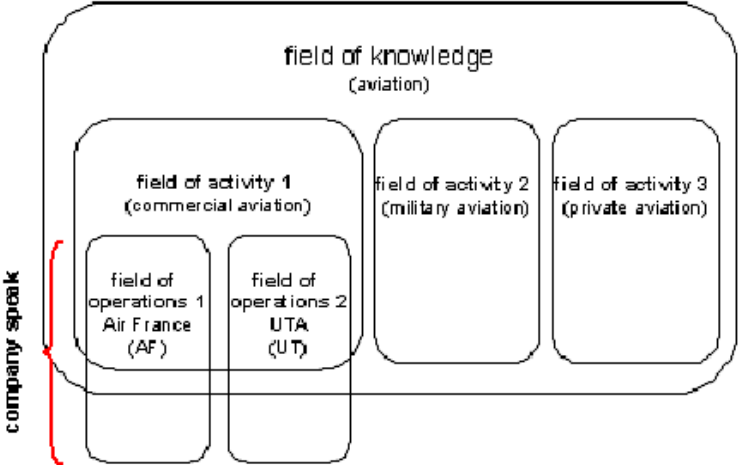 field of knowledge
(aviation)
field of activity 1
(commercial aviation)
field of activity 2
(military aviation)
field of activity 3
(private aviation)
company speak
field of
operations 1
Air France
(AF)
field of
operations 2
UTA
(UT)